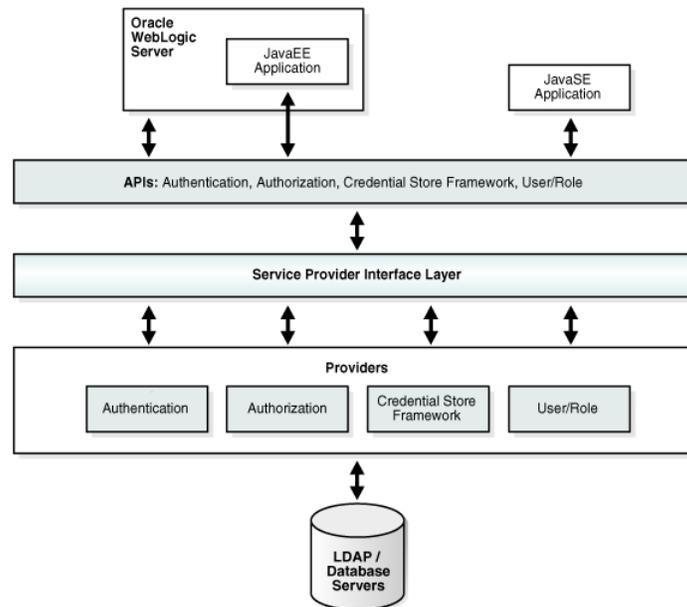 Oracle
WebLogic
Server
JavaEE
Application
JavaSE
Application
APIs: Authentication, Authorization, Credential Store Framework, User/Role
Service Provider Interface Layer
Providers
Authentication
Authorization
Credential Store
Framework
User/Role
LDAP /
Database
Servers